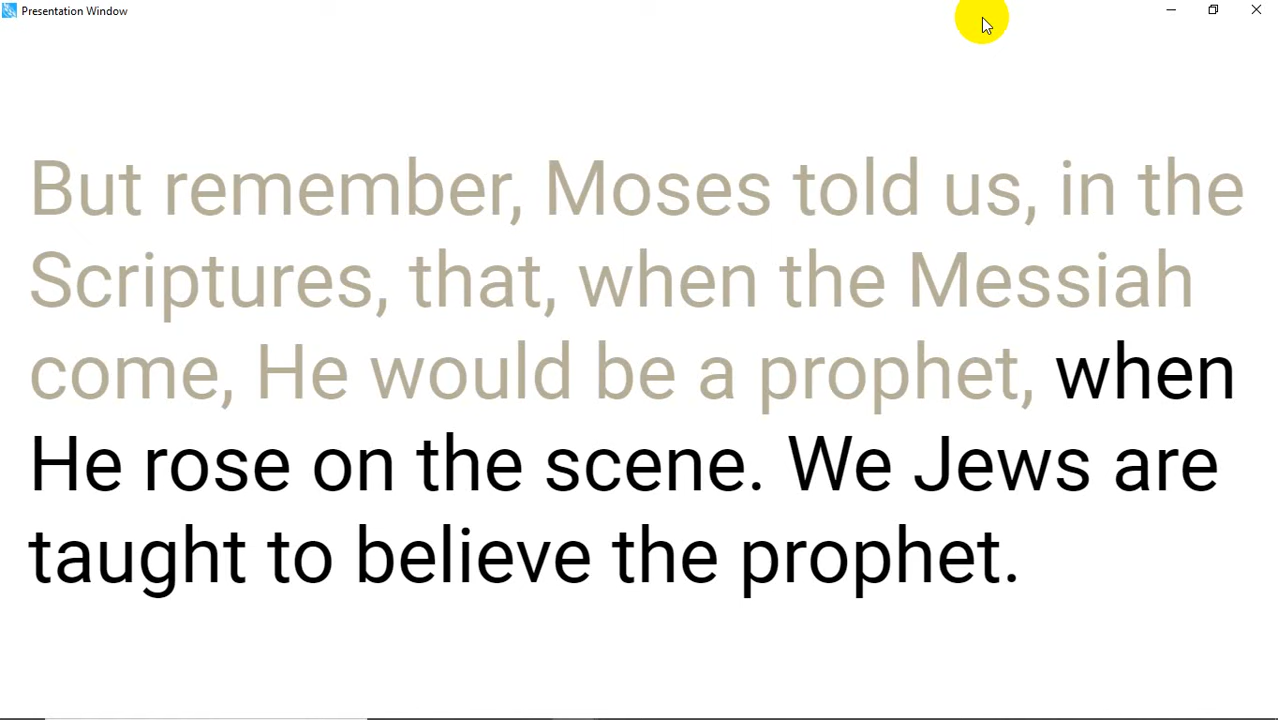 Presentation Window
But remember, Moses told us, in the
Scriptures, that, when the Messiah
come, He would be a prophet, when
He rose on the scene. We Jews are
taught to believe the prophet.